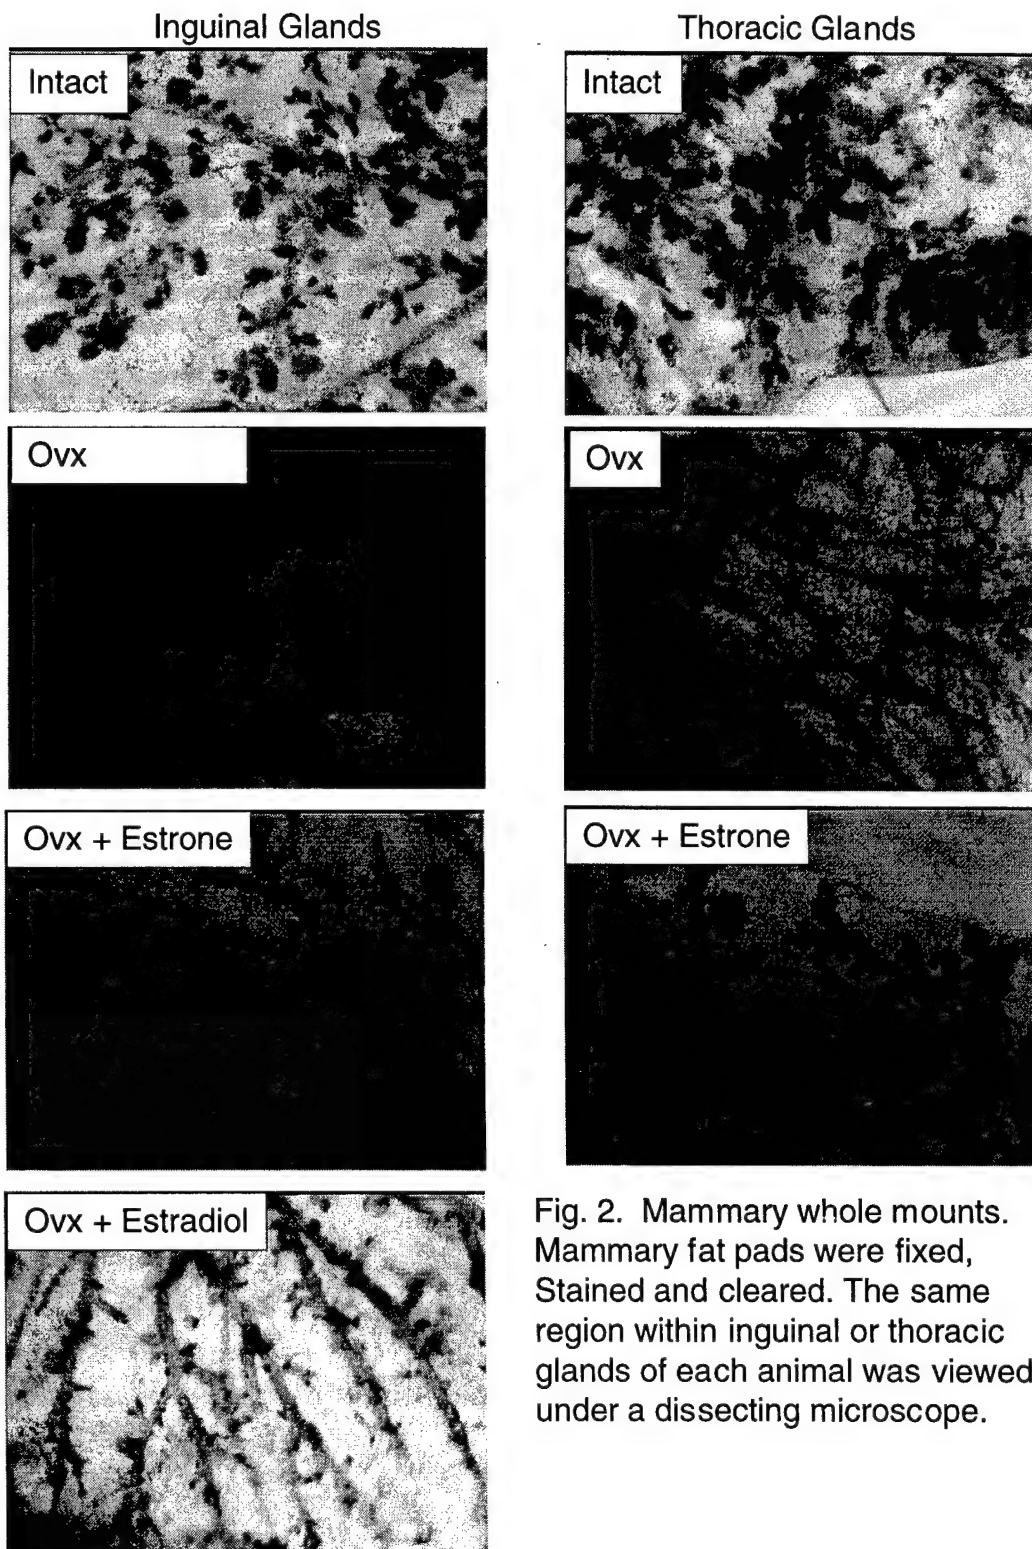 Inguinal Glands
Thoracic Glands
Intact
Intact
Ovx
Ovx
Ovx + Estrone
Ovx + Estrone
Ovx + Estradiol
Fig. 2. Mammary whole mounts.
Mammary fat pads were fixed,
Stained and cleared. The same
region within inguinal or thoracic
glands of each animal was viewed
under a dissecting microscope.